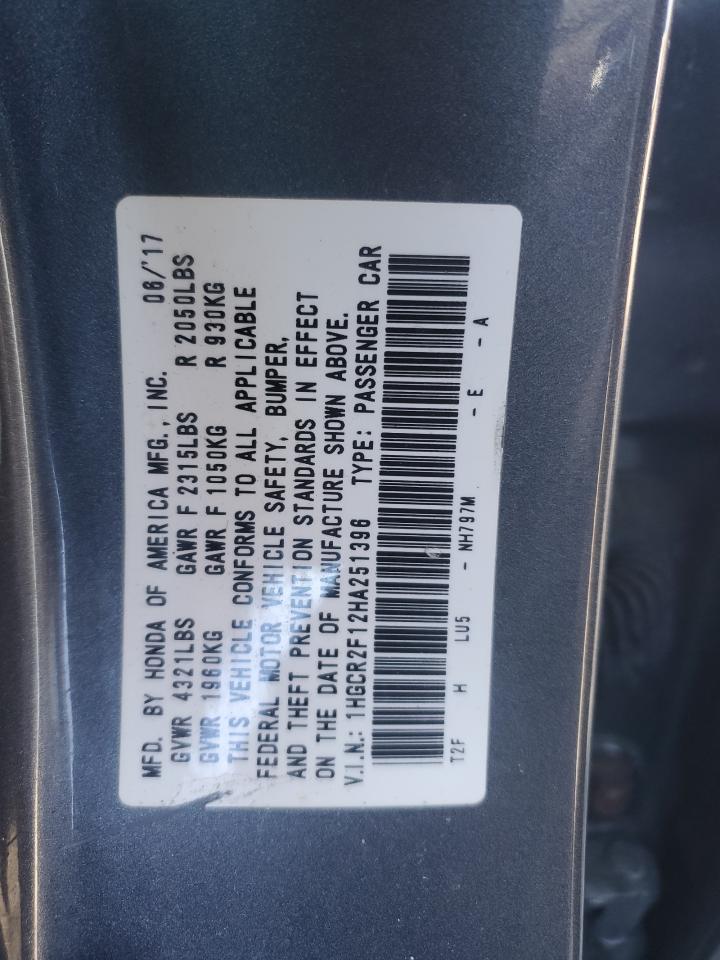 MFD. BY HONDA OF AMERICA MFG., INC. 06/'17
GVWR 4321LBS GAWR F 2315LBS R 2050LBS
GVWR 1960KG GAWR F 1050KG R 930KG
THIS VEHICLE CONFORMS TO ALL APPLICABLE
FEDERAL MOTOR VEHICLE SAFETY, BUMPER,
AND THEFT PREVENTION STANDARDS IN EFFECT
ON THE DATE OF MANUFACTURE SHOWN ABOVE.
V.I.N.: 1HGCR2F12HA251396 TYPE: PASSENGER CAR
T2F H LU5 - NH797M - E - A